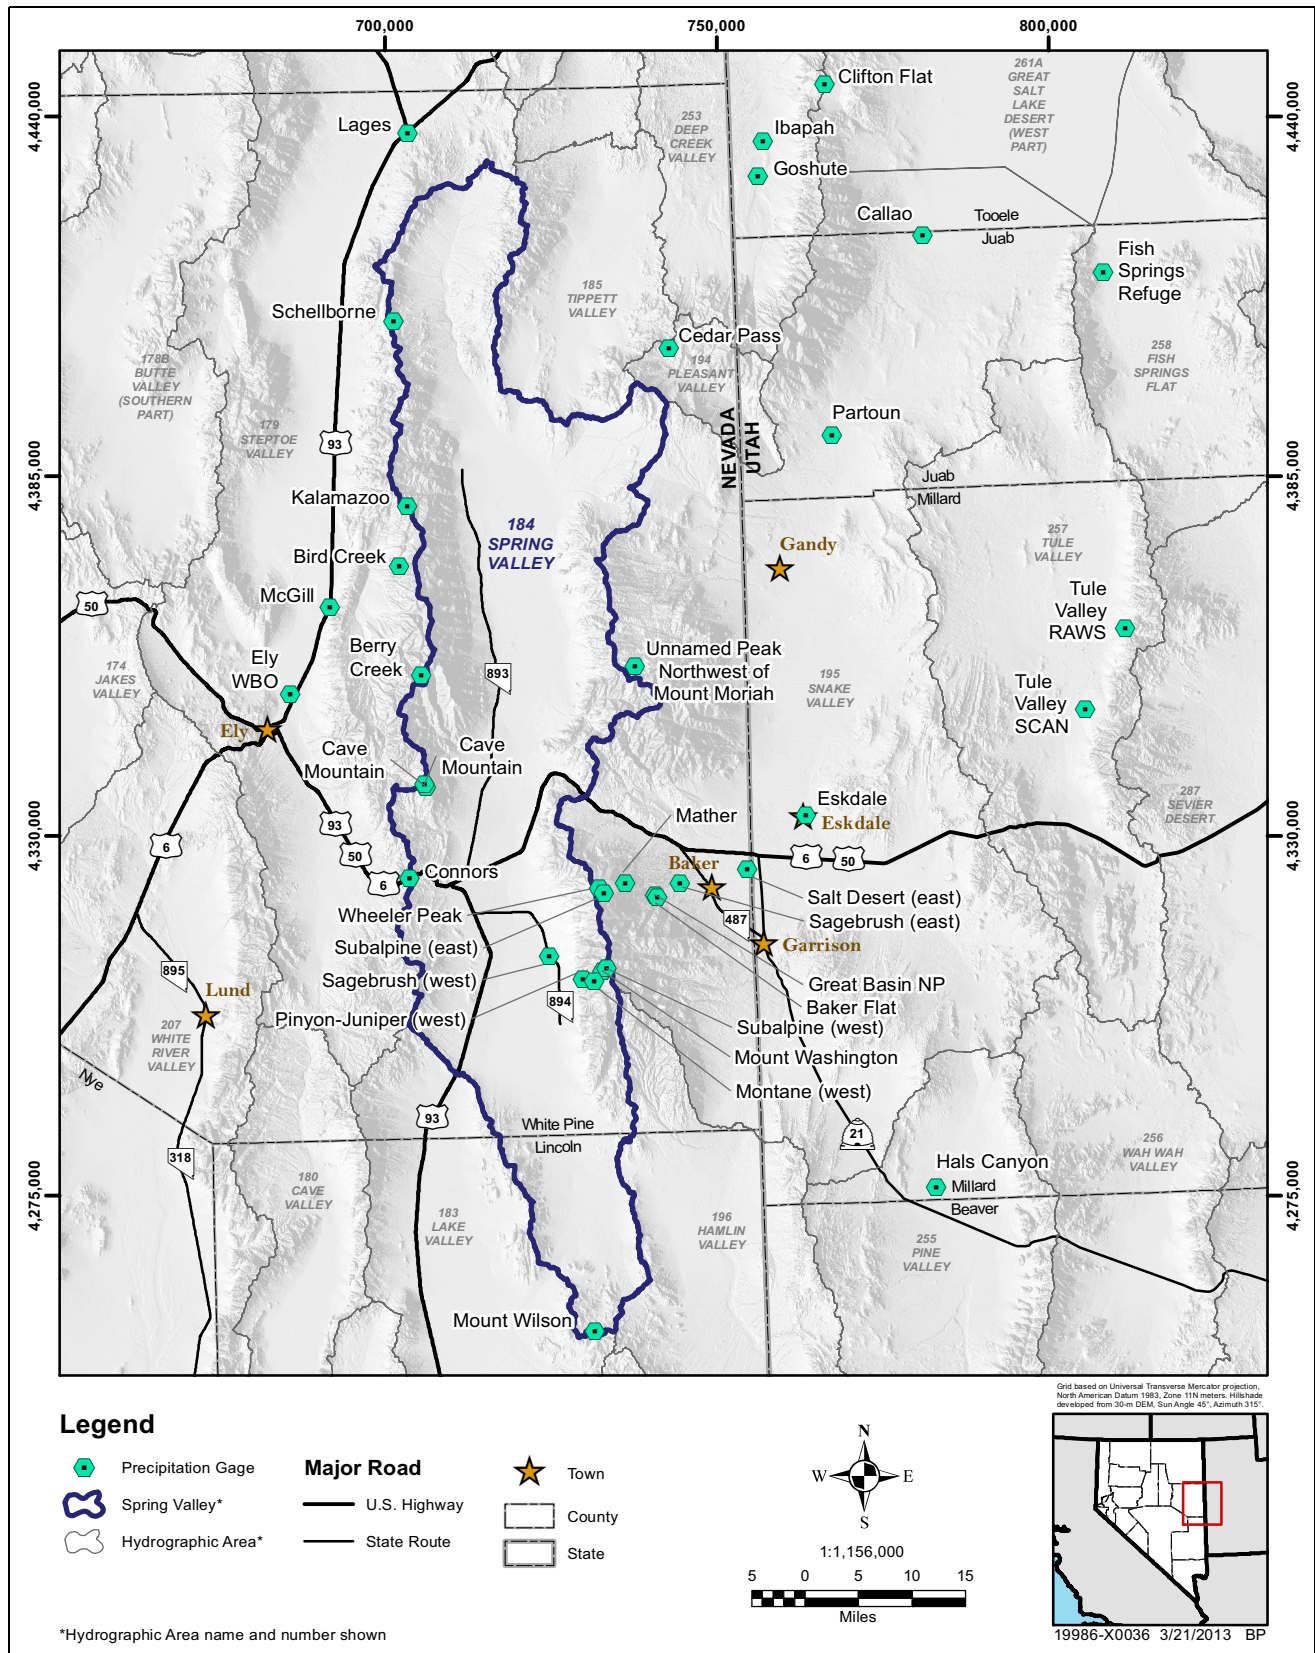 700,000
750,000
800,000
4,440,000
4,440,000
4,385,000
4,385,000
4,330,000
4,330,000
4,275,000
4,275,000
Clifton Flat
261A
GREAT
SALT
LAKE
DESERT
(WEST
PART)
Lages
253
DEEP
CREEK
VALLEY
Ibapah
Goshute
Callao
Tooele
Juab
Fish
Springs
Refuge
185
TIPPETT
VALLEY
Schellborne
Cedar Pass
194
PLEASANT
VALLEY
178B
BUTTE
VALLEY
(SOUTHERN
PART)
258
FISH
SPRINGS
FLAT
179
STEPTOE
VALLEY
93
Partoun
NEVADA
UTAH
Juab
Millard
Kalamazoo
184
SPRING
VALLEY
257
TULE
VALLEY
Bird Creek
Gandy
McGill
50
Tule
Valley
RAWS
Berry
Creek
Ely
WBO
174
JAKES
VALLEY
893
Unnamed Peak
Northwest of
Mount Moriah
195
SNAKE
VALLEY
Tule
Valley
SCAN
Ely
Cave
Mountain
Cave
Mountain
287
SEVIER
DESERT
Mather
Eskdale
Eskdale
93
50
6
6
Connors
Baker
6
50
Salt Desert (east)
Sagebrush (east)
Wheeler Peak
487
Subalpine (east)
Garrison
895
Sagebrush (west)
Great Basin NP
Lund
894
Baker Flat
Pinyon-Juniper (west)
Subalpine (west)
207
WHITE
RIVER
VALLEY
Mount Washington
Nye
Montane (west)
93
White Pine
Lincoln
21
318
256
WAH WAH
VALLEY
Hals Canyon
180
CAVE
VALLEY
Millard
Beaver
183
LAKE
VALLEY
196
HAMLIN
VALLEY
255
PINE
VALLEY
Mount Wilson
Grid based on Universal Transverse Mercator projection,
North American Datum 1983, Zone 11N meters. Hillshade
developed from 30-m DEM, Sun Angle 45°, Azimuth 315°.
Legend
Precipitation Gage
Spring Valley*
Hydrographic Area*
Major Road
U.S. Highway
State Route
Town
County
State
N
W
E
S
1:1,156,000
5 0 5 10 15
Miles
*Hydrographic Area name and number shown
19986-X0036 3/21/2013 BP